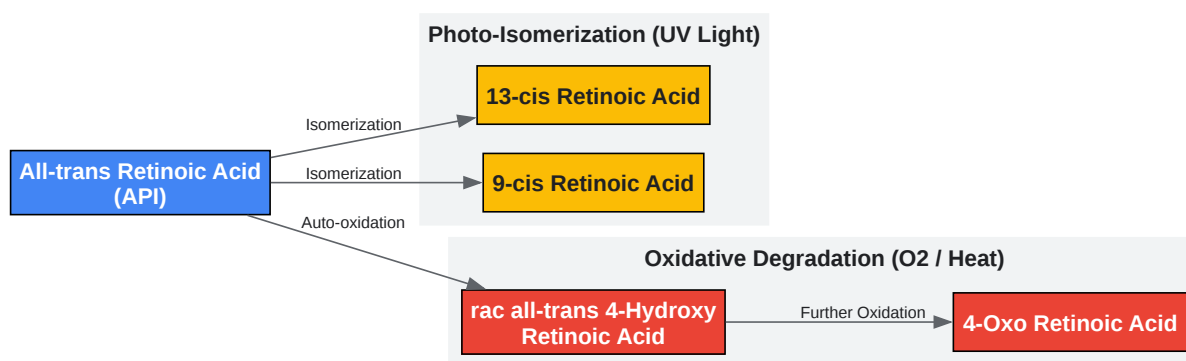 Photo-Isomerization (UV Light)
13-cis Retinoic Acid
Isomerization
All-trans Retinoic Acid
(API)
Isomerization
9-cis Retinoic Acid
Auto-oxidation
Oxidative Degradation (O2 / Heat)
rac all-trans 4-Hydroxy
Retinoic Acid
Further Oxidation
4-Oxo Retinoic Acid